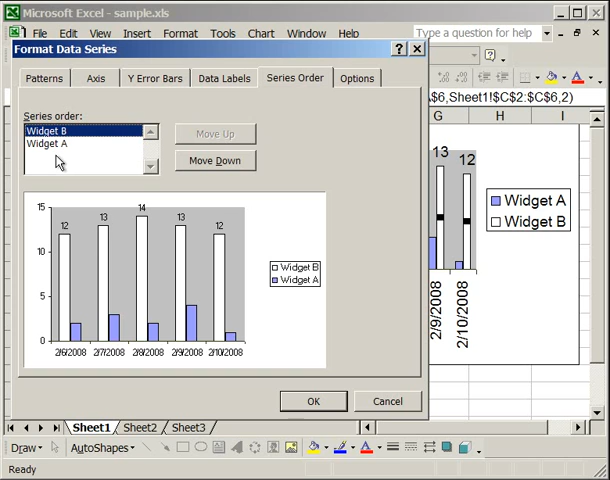 Microsoft Excel - sample.xls
File Edit View Insert Format Tools Chart Window Type a question for help
Format Data Series
Patterns Axis Y Error Bars Data Labels Series Order Options
\$6,Sheet1!$C$2:$C$6,2)
Series order:
Widget B
Widget A
Move Up
Move Down
G H I
13 12
Widget A
Widget B
2/9/2008 2/10/2008
15
10
5
0
12 13 14 13 12
2/6/2008 2/7/2008 2/8/2008 2/9/2008 2/10/2008
Widget B
Widget A
OK Cancel
Sheet1 Sheet2 Sheet3
Draw AutoShapes
Ready